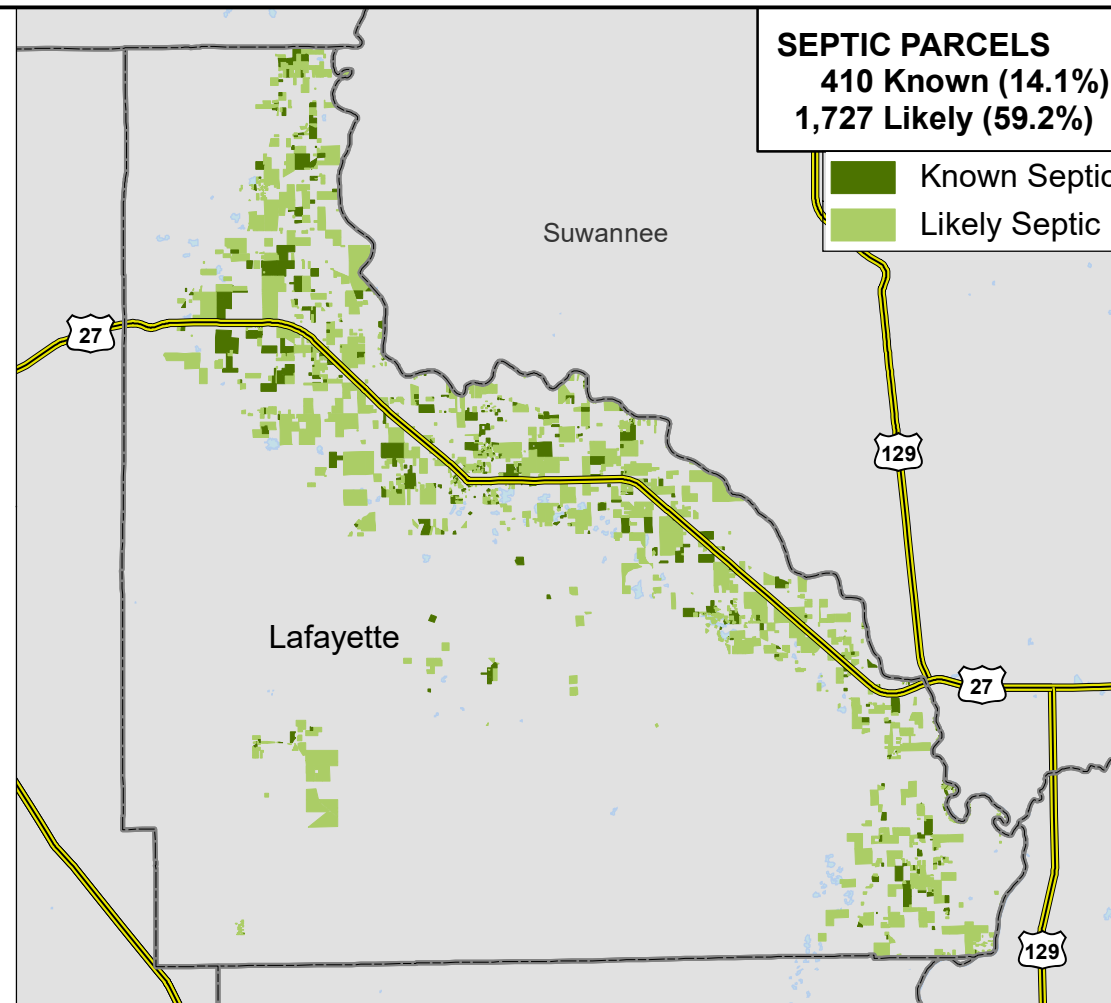 SEPTIC PARCELS
410 Known (14.1%)
1,727 Likely (59.2%)
Known Septic
Likely Septic
Suwannee
27
129
Lafayette
27
129